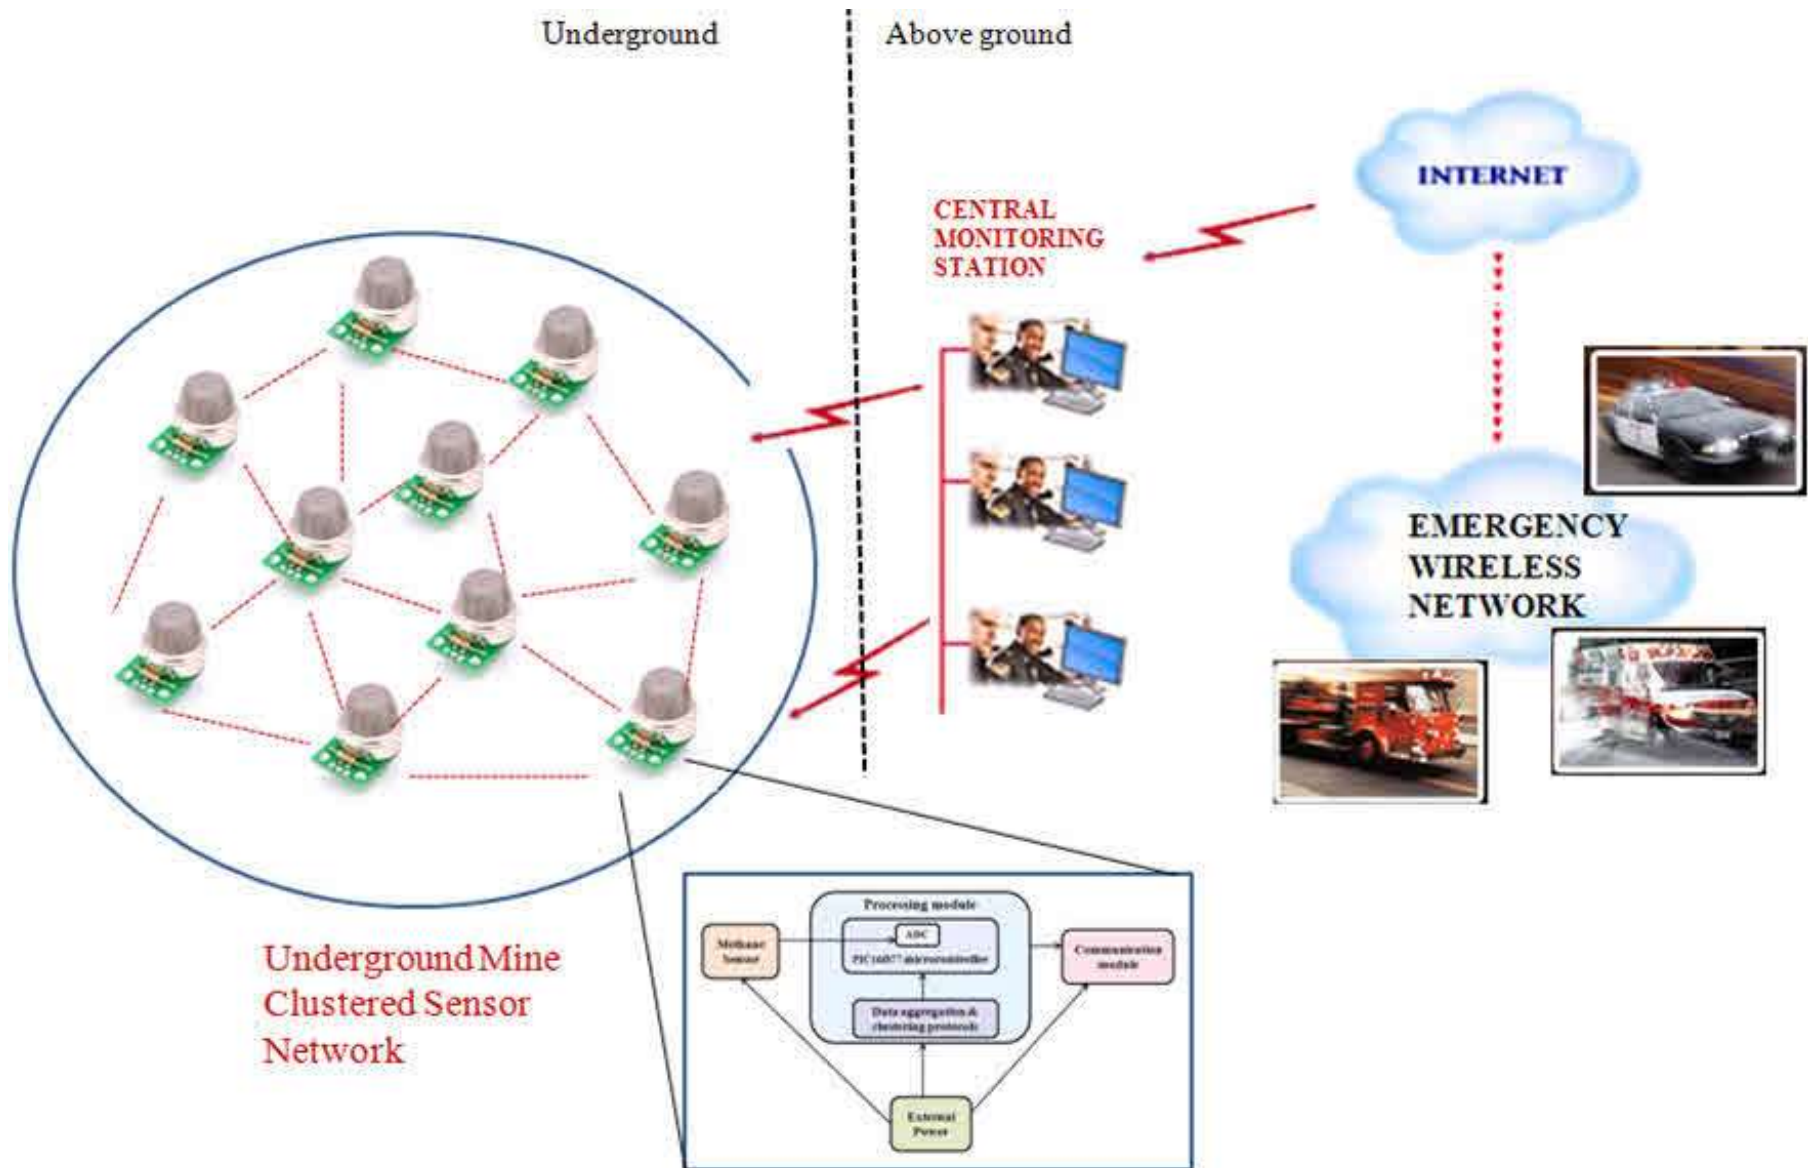 Underground
Above ground
INTERNET
CENTRAL
MONITORING
STATION
EMERGENCY
WIRELESS
NETWORK
Underground Mine
Clustered Sensor
Network
Processing module
ADC
microcontroller
Methane
Sensor
Communication
module
Data aggregation &
clustering protocols
External
Power